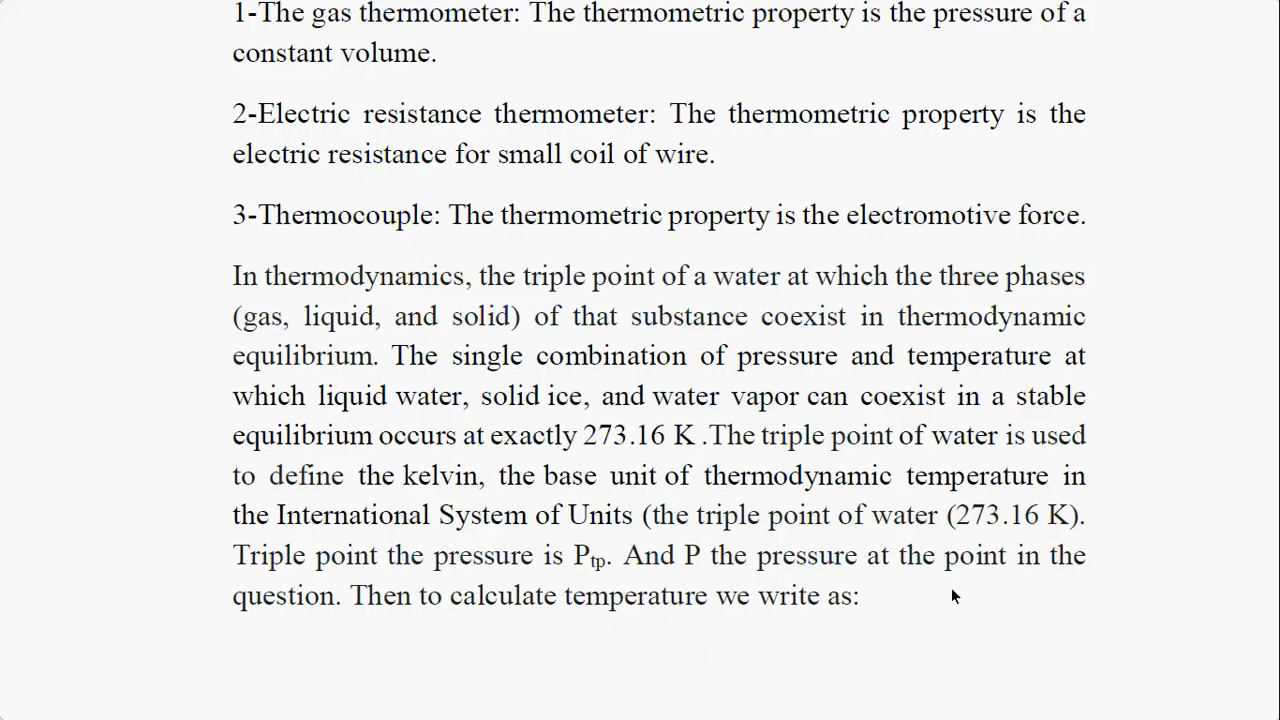 1-The gas thermometer: The thermometric property is the pressure of a
constant volume.
2-Electric resistance thermometer: The thermometric property is the
electric resistance for small coil of wire.
3-Thermocouple: The thermometric property is the electromotive force.
In thermodynamics, the triple point of a water at which the three phases
(gas, liquid, and solid) of that substance coexist in thermodynamic
equilibrium. The single combination of pressure and temperature at
which liquid water, solid ice, and water vapor can coexist in a stable
equilibrium occurs at exactly 273.16 K .The triple point of water is used
to define the kelvin, the base unit of thermodynamic temperature in
the International System of Units (the triple point of water (273.16 K).
Triple point the pressure is Ptp. And P the pressure at the point in the
question. Then to calculate temperature we write as: